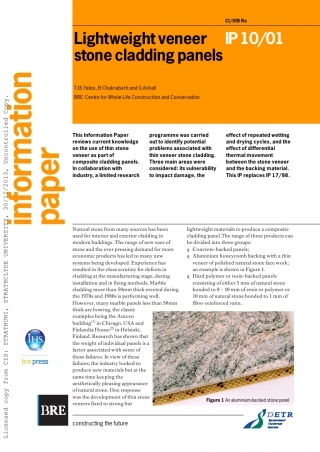 CI/SfB Ro
Lightweight veneer
stone cladding panels
IP 10/01
TJS Yates, B Chakrabarti and G Ashall
BRE Centre for Whole Life Construction and Conservation
This Information Paper
reviews current knowledge
on the use of thin stone
veneer as part of
composite cladding panels.
In collaboration with
industry, a limited research
programme was carried
out to identify potential
problems associated with
thin veneer stone cladding.
Three main areas were
considered: its vulnerability
to impact damage, the
effect of repeated wetting
and drying cycles, and the
effect of differential
thermal movement
between the stone veneer
and the backing material.
This IP replaces IP 17/98.
information
paper
Licensed copy from CIS: STRATHUNI, STRATHCLYDE UNIVERSITY, 30/12/2013, Uncontrolled Copy.
Natural stone from many sources has been
used for interior and exterior cladding in
modern buildings. The range of new uses of
stone and the ever pressing demand for more
economic products has led to many new
systems being developed. Experience has
resulted in the close scrutiny for defects in
cladding at the manufacturing stage, during
installation and in fixing methods. Marble
cladding more than 50mm thick erected during
the 1970s and 1980s is performing well.
However, many marble panels less than 50mm
thick are bowing, the classic
examples being the Amoco
building[1] in Chicago, USA and
Finlandia House[2] in Helsinki,
Finland. Research has shown that
the weight of individual panels is a
factor associated with some of
these failures. In view of these
failures, the industry looked to
produce new materials but at the
same time keeping the
aesthetically pleasing appearance
of natural stone. One response
was the development of thin stone
veneers fixed to strong but
lightweight materials to produce a composite
cladding panel. The range of these products can
be divided into three groups:
q Concrete-backed panels;
q Aluminium honeycomb backing with a thin
veneer of polished natural stone face work;
an example is shown in Figure 1.
q Hard polymer or resin-backed panels
consisting of either 3 mm of natural stone
bonded to 8 - 10 mm of resin or polymer or
10 mm of natural stone bonded to 1 mm of
fibre-reinforced resin.
Figure 1 An aluminium-backed stone panel
IHS
bre press
BRE
constructing the future
DETR